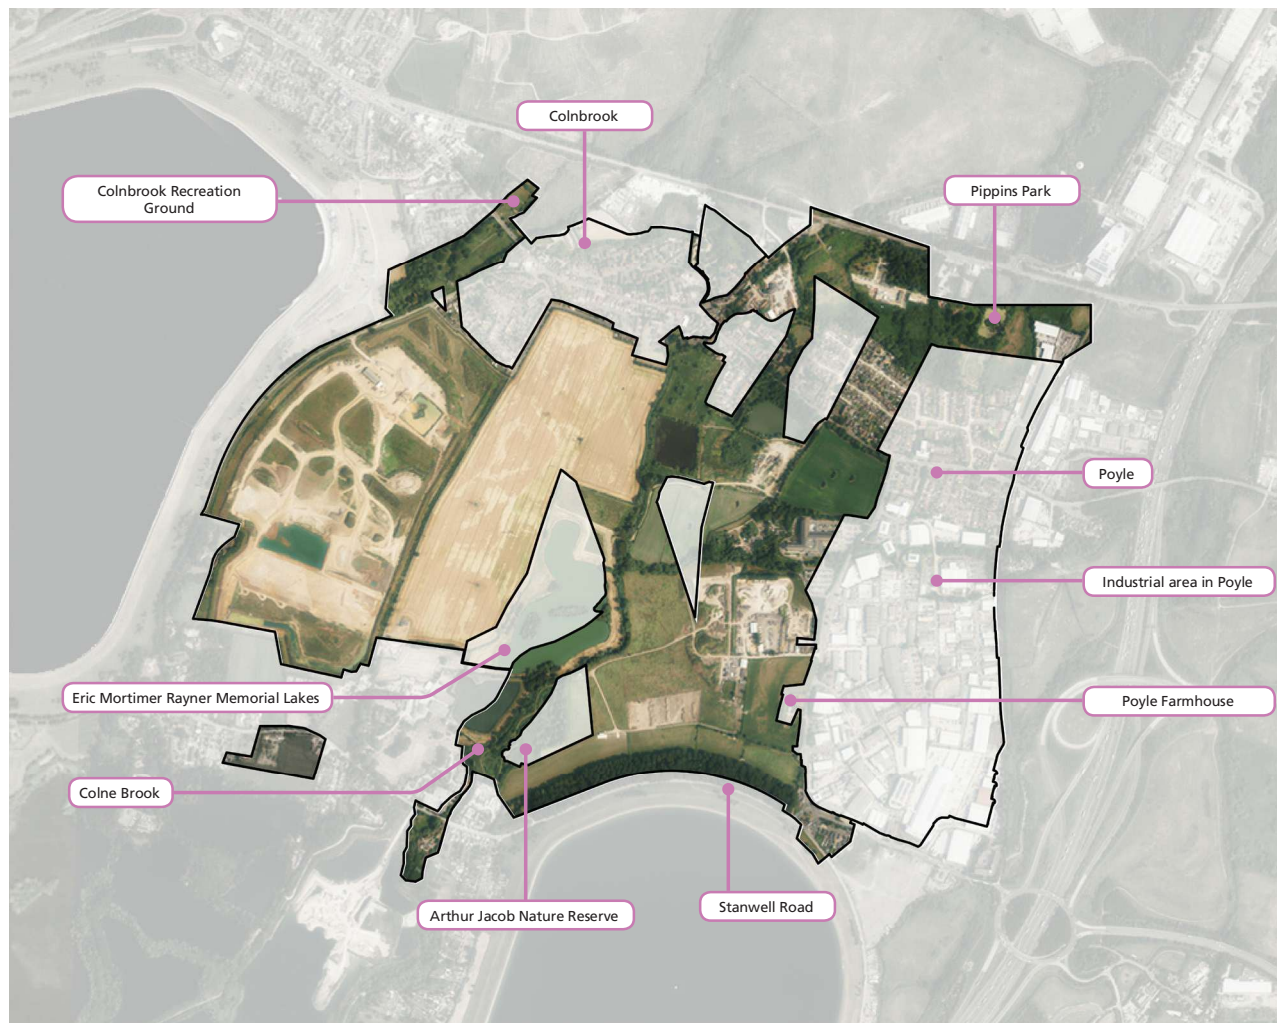 Colnbrook
Colnbrook Recreation
Ground
Pippins Park
Poyle
Industrial area in Poyle
Eric Mortimer Rayner Memorial Lakes
Poyle Farmhouse
Colne Brook
Arthur Jacob Nature Reserve
Stanwell Road